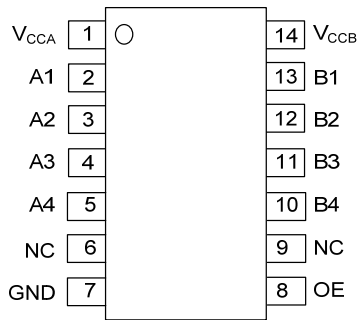 VCCA 1 14 VCCB
A1 2 13 B1
A2 3 12 B2
A3 4 11 B3
A4 5 10 B4
NC 6 9 NC
GND 7 8 OE